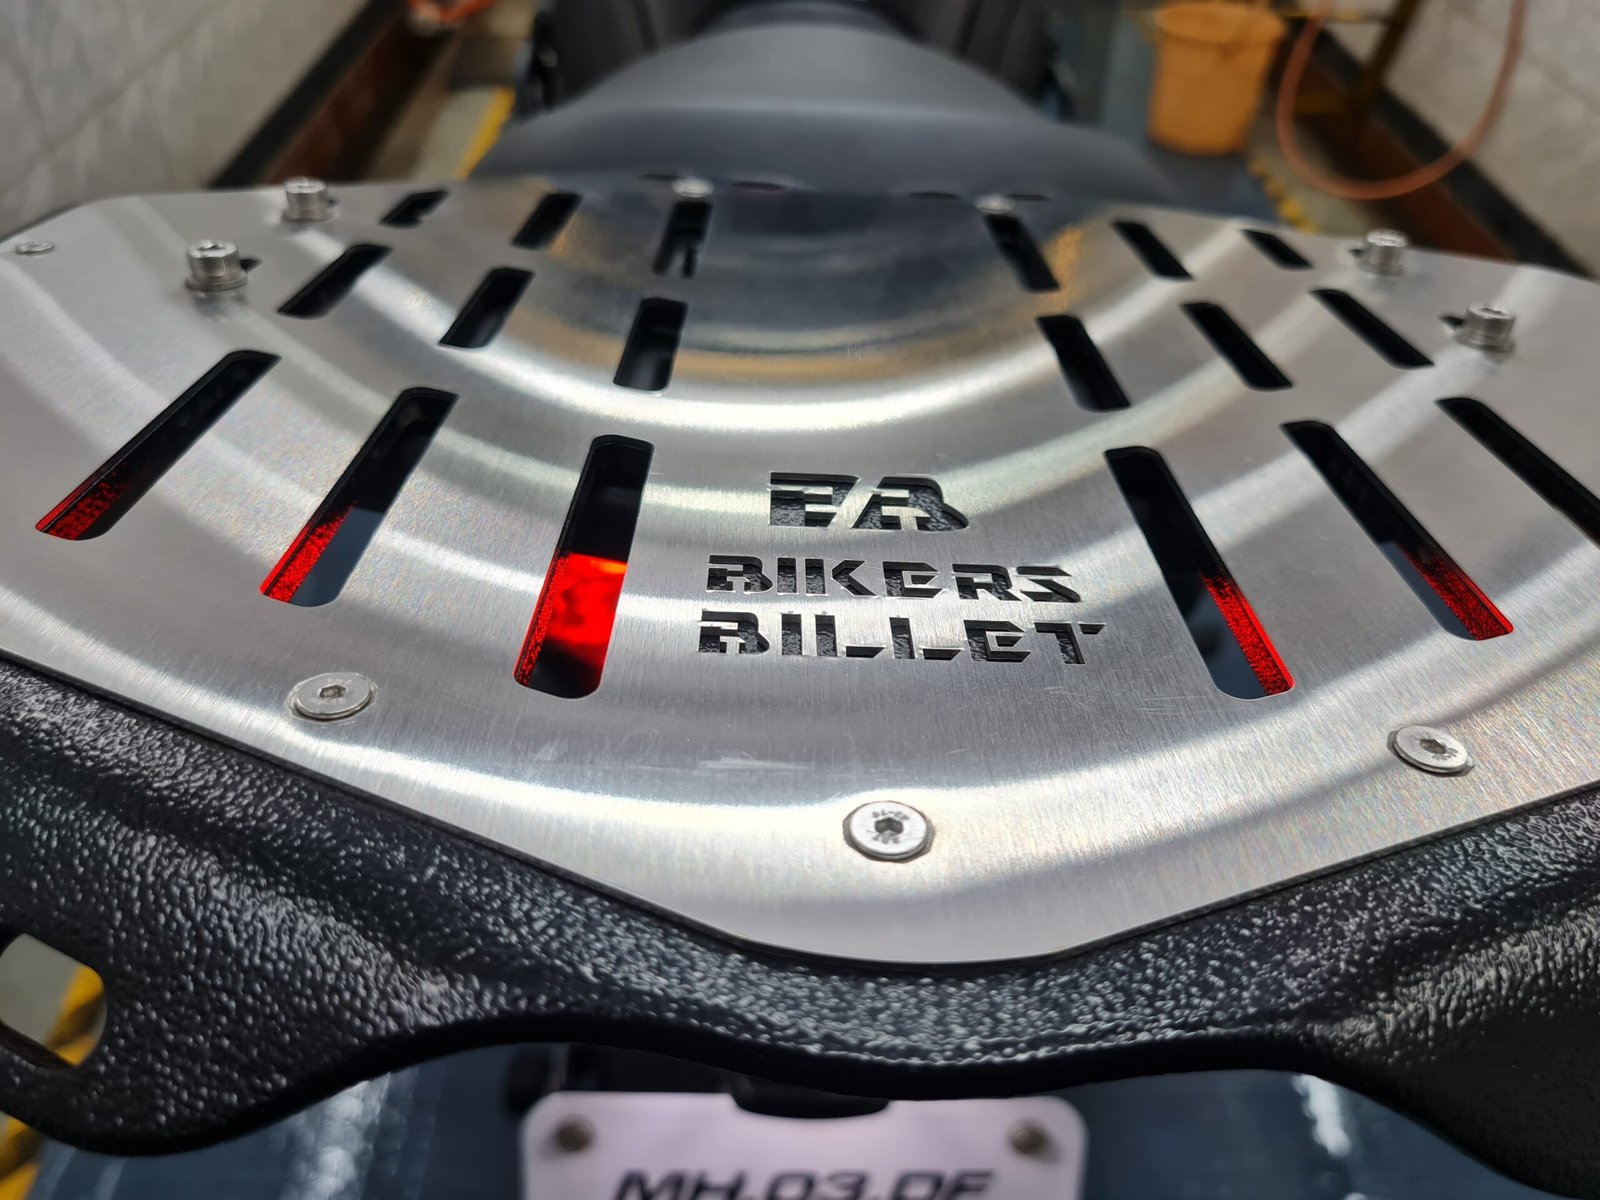 BB
BIKERS
BILLET
MH.03.DF